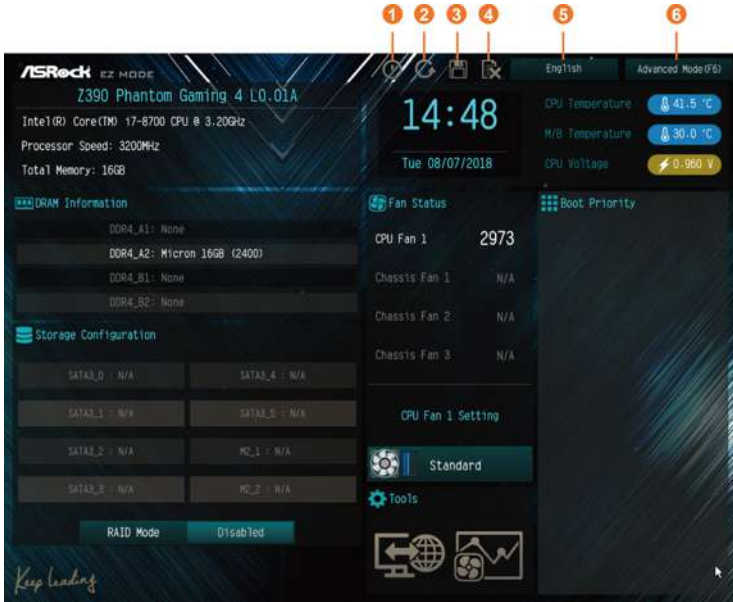 1 2 3 4 5 6
ASRock EZ MODE
English
Advanced Mode(F6)
Z390 Phantom Gaming 4 L0.01A
Intel(R) Core(TM) i7-8700 CPU @ 3.20GHz
Processor Speed: 3200MHz
Total Memory: 16GB
14:48
Tue 08/07/2018
CPU Temperature 41.5 °C
M/B Temperature 30.0 °C
CPU Voltage 0.960 V
DRAM Information
DDR4_A1: None
DDR4_A2: Micron 16GB (2400)
DDR4_B1: None
DDR4_B2: None
Storage Configuration
SATA3_0 : N/A SATA3_4 : N/A
SATA3_1 : N/A SATA3_5 : N/A
SATA3_2 : N/A M2_1 : N/A
SATA3_3 : N/A M2_2 : N/A
RAID Mode Disabled
Keep leading
Fan Status
CPU Fan 1 2973
Chassis Fan 1 N/A
Chassis Fan 2 N/A
Chassis Fan 3 N/A
CPU Fan 1 Setting
Standard
Tools
Boot Priority